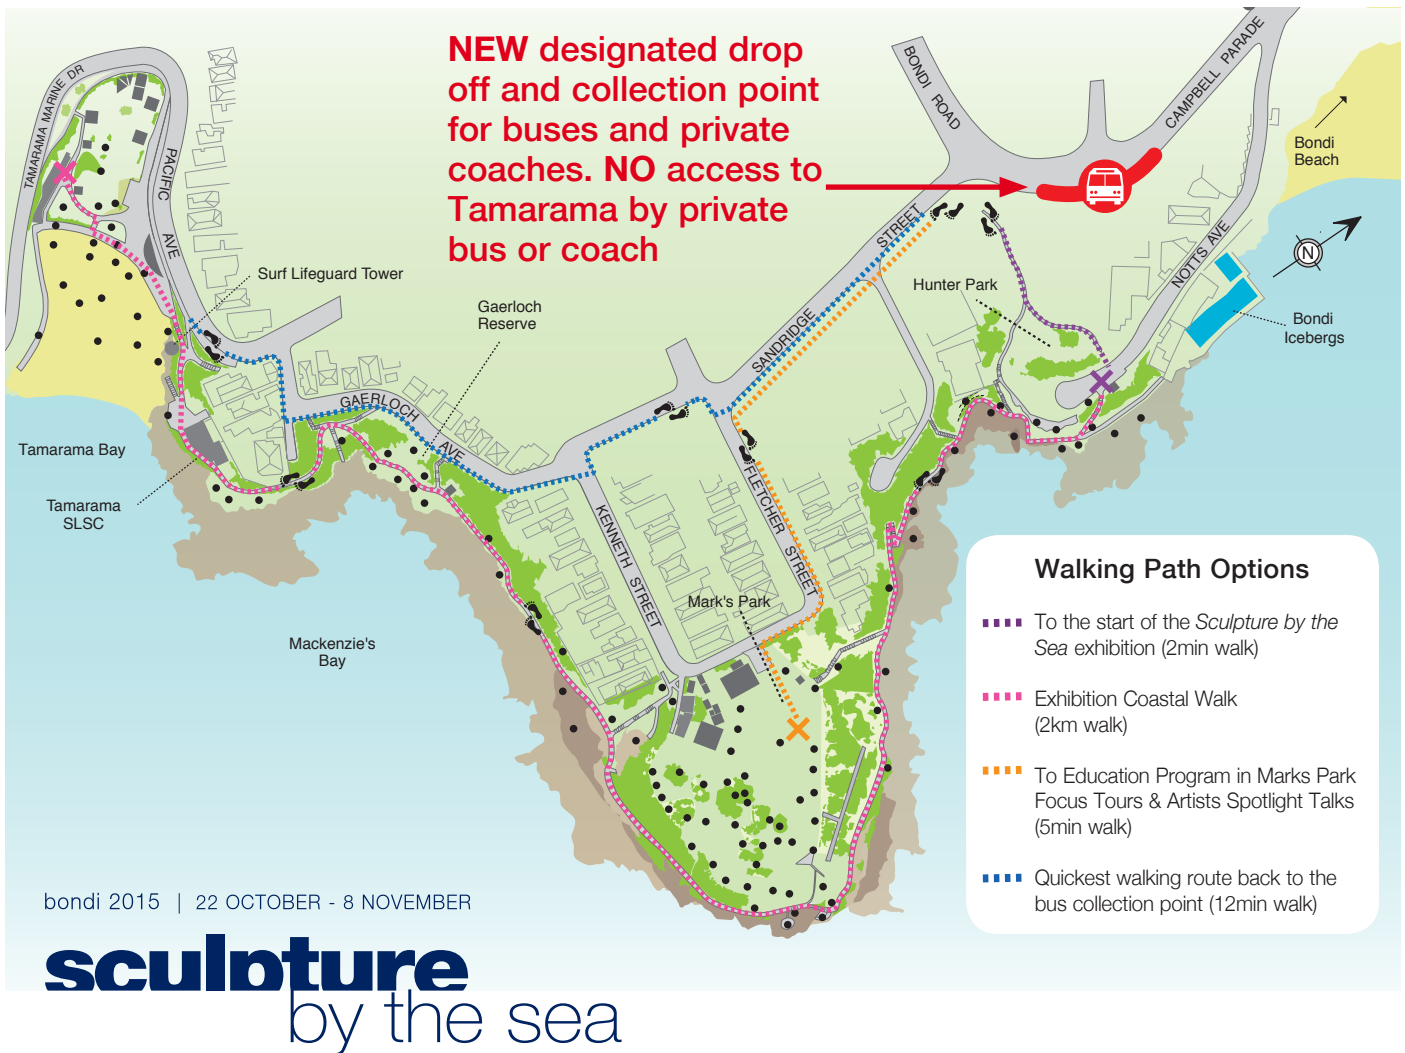 NEW designated drop
off and collection point
for buses and private
coaches. NO access to
Tamarama by private
bus or coach
TAMARAMA MARINE DR
PACIFIC AVE
BONDI ROAD
CAMPBELL PARADE
Bondi
Beach
Surf Lifeguard Tower
Gaerloch
Reserve
SANDRIDGE STREET
Hunter Park
NOTTS AVE
N
Bondi
Icebergs
GAERLOCH AVE
Tamarama Bay
Tamarama
SLSC
KENNETH STREET
FLETCHER STREET
Mark's Park
Mackenzie's
Bay
Walking Path Options
To the start of the Sculpture by the
Sea exhibition (2min walk)
Exhibition Coastal Walk
(2km walk)
To Education Program in Marks Park
Focus Tours & Artists Spotlight Talks
(5min walk)
Quickest walking route back to the
bus collection point (12min walk)
bondi 2015 | 22 OCTOBER - 8 NOVEMBER
sculpture
by the sea